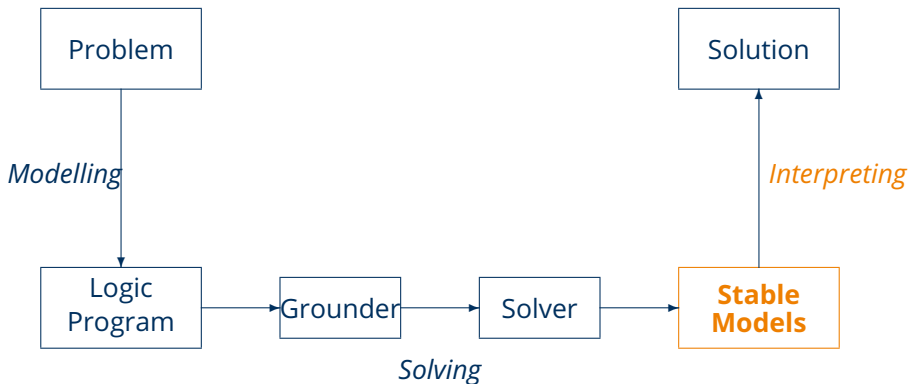 Problem
Solution
Modelling
Interpreting
Logic
Program
Grounder
Solver
Stable
Models
Solving